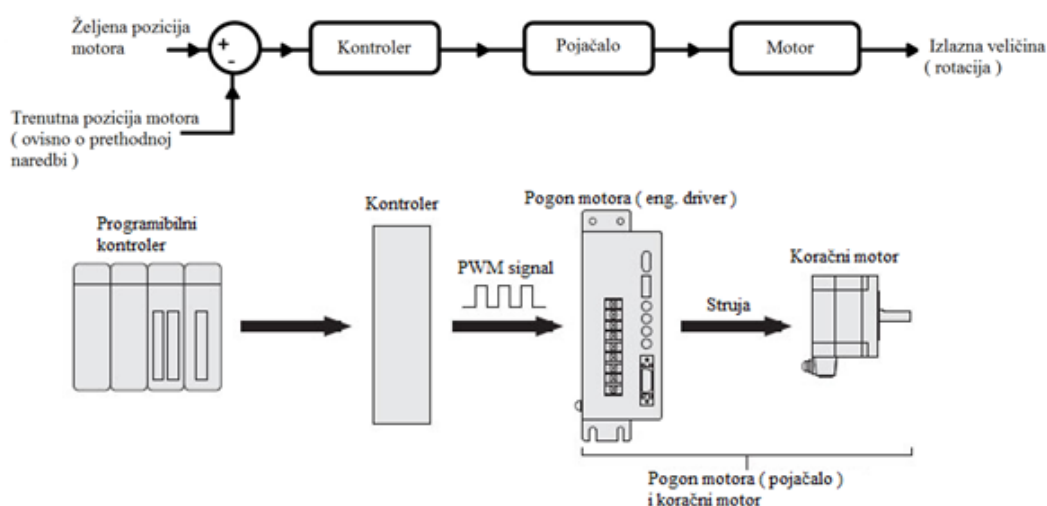 Željena pozicija
motora
+
-
Kontroler
Pojačalo
Motor
Izlazna veličina
( rotacija )
Trenutna pozicija motora
( ovisno o prethodnoj
naredbi )
Programibilni
kontroler
Kontroler
PWM signal
Pogon motora ( eng. driver )
Struja
Koračni motor
Pogon motora ( pojačalo )
i koračni motor